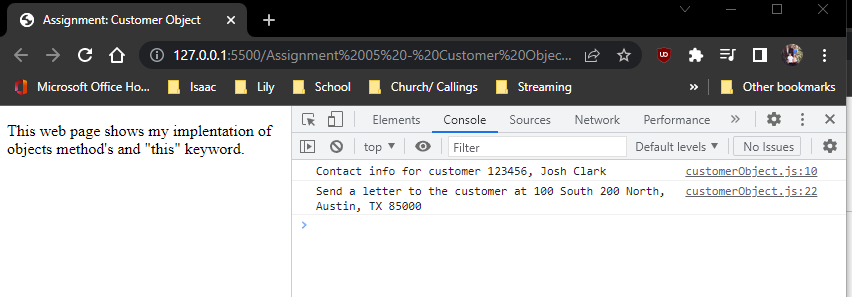 Assignment: Customer Object
127.0.0.1:5500/Assignment%2005%20-%20Customer%20Objec...
Microsoft Office Ho...
Isaac
Lily
School
Church/ Callings
Streaming
»
Other bookmarks
This web page shows my implentation of
objects method's and "this" keyword.
Elements
Console
Sources
Network
Performance
»
top
Filter
Default levels
No Issues
Contact info for customer 123456, Josh Clark
customerObject.js:10
Send a letter to the customer at 100 South 200 North,
customerObject.js:22
Austin, TX 85000